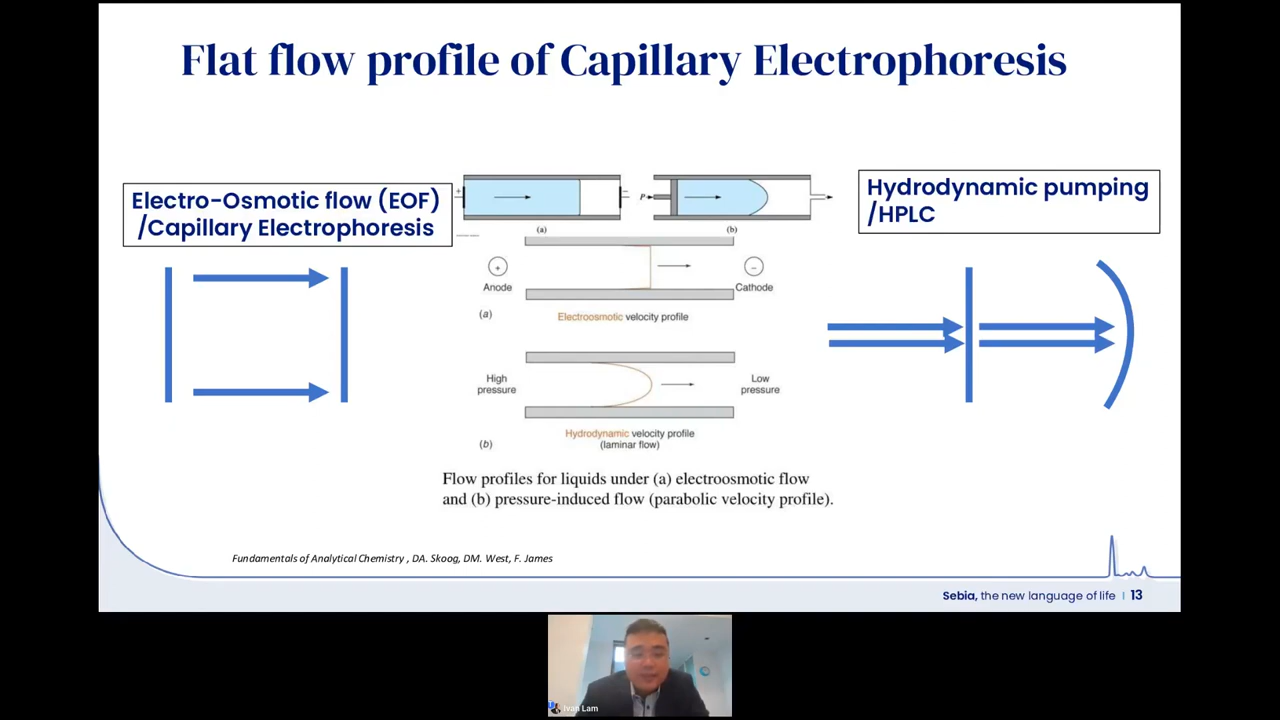 Flat flow profile of Capillary Electrophoresis
Electro-Osmotic flow (EOF)
/Capillary Electrophoresis
+
−
P
(a)
(b)
Hydrodynamic pumping
/HPLC
+
−
Anode
Cathode
(a)
Electroosmotic velocity profile
High
pressure
Low
pressure
(b)
Hydrodynamic velocity profile
(laminar flow)
Flow profiles for liquids under (a) electroosmotic flow
and (b) pressure-induced flow (parabolic velocity profile).
Fundamentals of Analytical Chemistry , DA. Skoog, DM. West, F. James
Sebia, the new language of life | 13
Ivan Lam